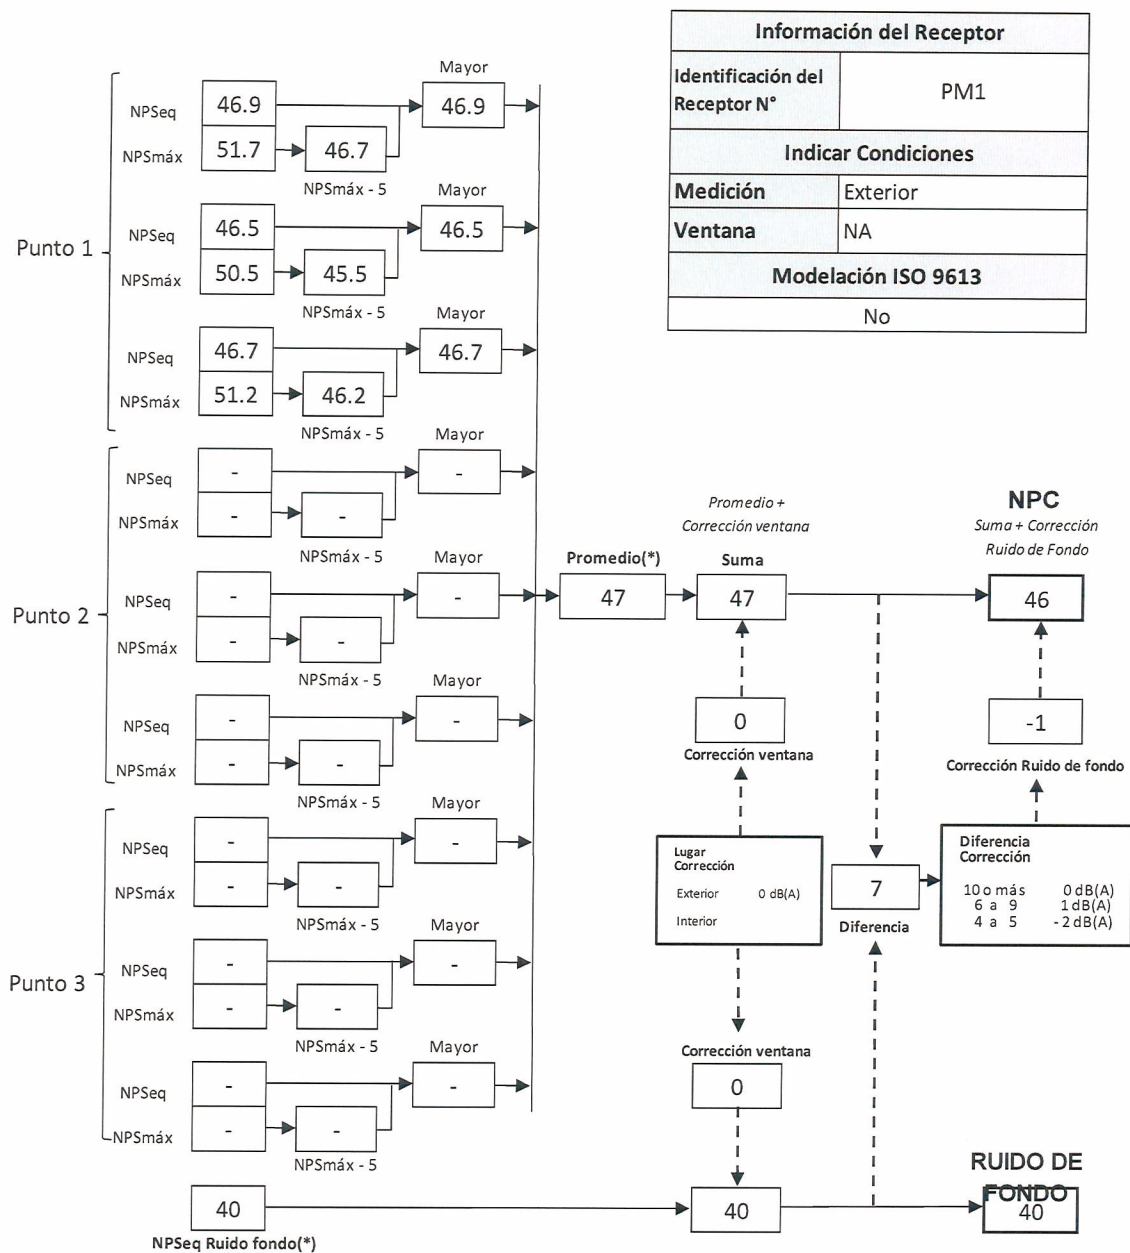 Información del Receptor
Identificación del
Receptor N°
PM1
Indicar Condiciones
Medición Exterior
Ventana NA
Modelación ISO 9613
No
Punto 1
Mayor
NPSeq 46.9 46.9
NPSmáx 51.7 46.7
NPSmáx - 5
Mayor
NPSeq 46.5 46.5
NPSmáx 50.5 45.5
NPSmáx - 5
Mayor
NPSeq 46.7 46.7
NPSmáx 51.2 46.2
NPSmáx - 5
Punto 2
Mayor
NPSeq - -
NPSmáx - -
NPSmáx - 5
Mayor
NPSeq - -
NPSmáx - -
NPSmáx - 5
Mayor
NPSeq - -
NPSmáx - -
NPSmáx - 5
Punto 3
Mayor
NPSeq - -
NPSmáx - -
NPSmáx - 5
Mayor
NPSeq - -
NPSmáx - -
NPSmáx - 5
Mayor
NPSeq - -
NPSmáx - -
NPSmáx - 5
40
NPSeq Ruido fondo(*)
Promedio(*)
47
Promedio +
Corrección ventana
Suma
47
0
Corrección ventana
Lugar
Corrección
Exterior 0 dB(A)
Interior
Corrección ventana
0
40
7
Diferencia
NPC
Suma + Corrección
Ruido de Fondo
46
-1
Corrección Ruido de fondo
Diferencia
Corrección
10 o más 0 dB(A)
6 a 9 1 dB(A)
4 a 5 -2 dB(A)
RUIDO DE
FONDO
40